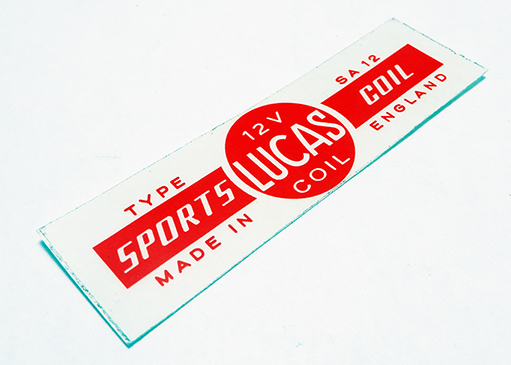 TYPE SA 12
SPORTS COIL
12V
LUCAS
COIL
MADE IN ENGLAND